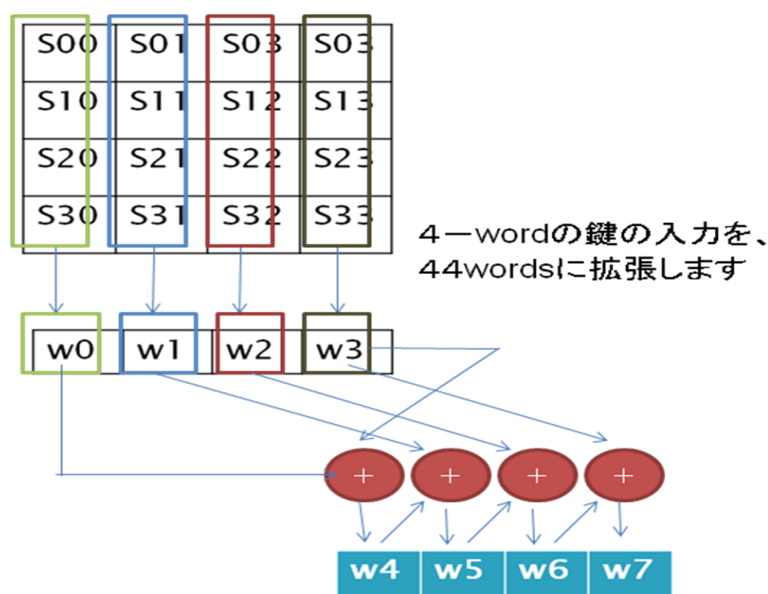 S00 S01 S03 S03
S10 S11 S12 S13
S20 S21 S22 S23
S30 S31 S32 S33
4－wordの鍵の入力を、
44wordsに拡張します
w0 w1 w2 w3
+ + + +
w4 w5 w6 w7